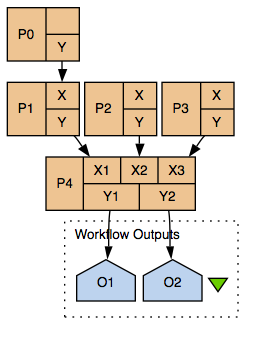 P0
Y
P1 X
Y
P2 X
Y
P3 X
Y
P4 X1 X2 X3
Y1 Y2
Workflow Outputs
O1 O2